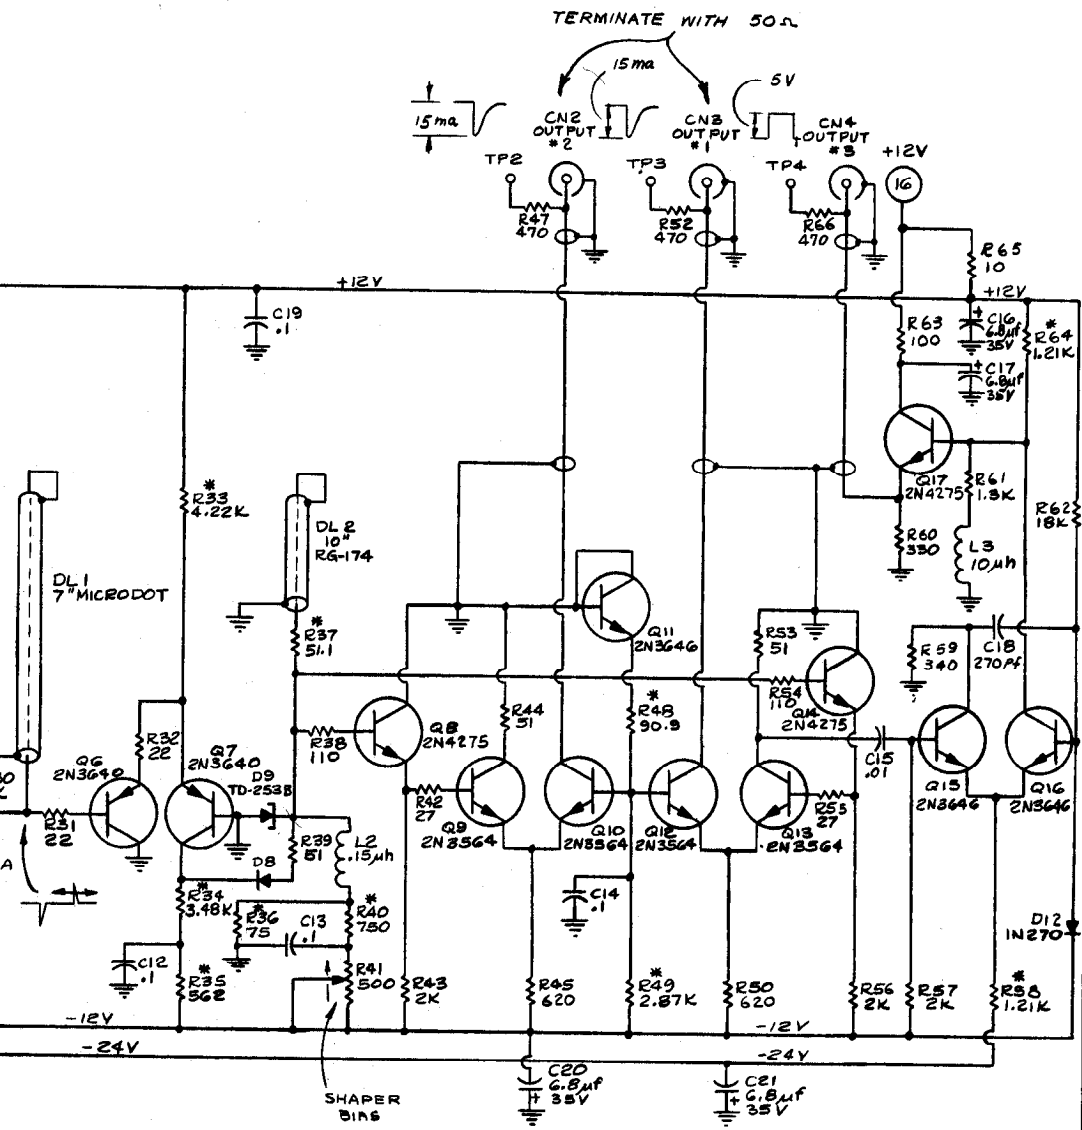 TERMINATE WITH 50Ω
15ma
5V
15ma
CN2
OUTPUT
#2
CN3
OUTPUT
#1
CN4
OUTPUT
#3
+12V
16
TP2
TP3
TP4
R47
470
R52
470
R66
470
R65
10
+12V
+12V
C19
.1
R63
100
+
C16
6.8µf
35V
*
R64
1.21K
+
C17
6.8µf
35V
*
R33
4.22K
DL2
10"
RG-174
Q17
2N4275
R61
1.3K
R62
18K
R60
330
L3
10µh
DL1
7" MICRODOT
*
R37
51.1
Q11
2N3646
R53
51
R59
340
C18
270Pf
R54
110
Q14
2N4275
R44
51
*
R48
90.9
R32
22
Q6
2N3640
Q7
2N3640
D9
TD-253B
R38
110
Q8
2N4275
C15
.01
Q15
2N3646
Q16
2N3646
R31
22
R42
27
Q9
2N3564
Q10
2N3564
Q12
2N3564
R55
27
Q13
2N3564
R39
51
L2
.15µh
D8
A
*
R34
3.48K
*
R36
75
C13
.1
*
R40
750
C14
.1
D12
1N270
C12
.1
*
R35
562
R41
500
R43
2K
R45
620
*
R49
2.87K
R50
620
R56
2K
R57
2K
*
R58
1.21K
-12V
-12V
-24V
-24V
SHAPER
BIAS
C20
6.8µf
35V
+
C21
6.8µf
35V
+